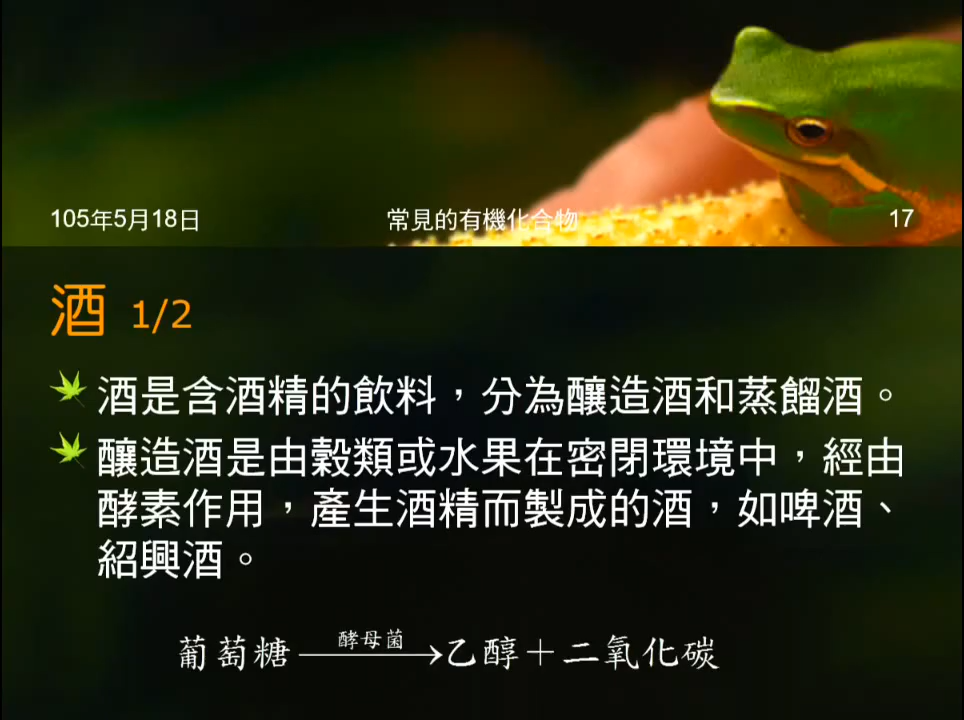 105年5月18日 常見的有機化合物 17
酒 1/2
酒是含酒精的飲料，分為釀造酒和蒸餾酒。
釀造酒是由穀類或水果在密閉環境中，經由
酵素作用，產生酒精而製成的酒，如啤酒、
紹興酒。
酵母菌
葡萄糖⟶乙醇＋二氧化碳